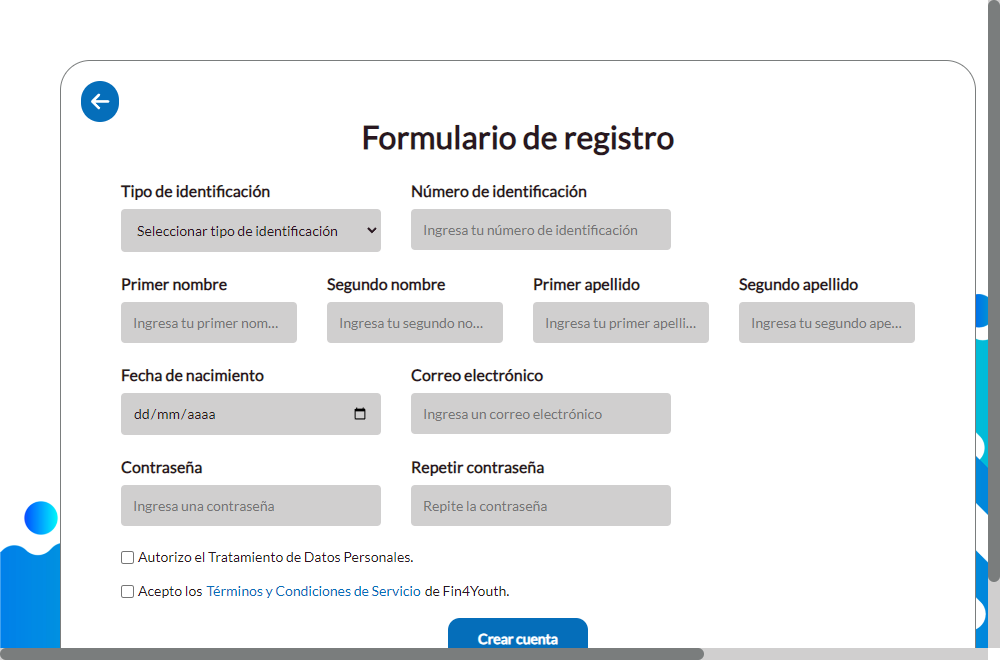 Formulario de registro
Tipo de identificación
Número de identificación
Seleccionar tipo de identificación
Ingresa tu número de identificación
Primer nombre
Segundo nombre
Primer apellido
Segundo apellido
Ingresa tu primer nom...
Ingresa tu segundo no...
Ingresa tu primer apelli...
Ingresa tu segundo ape...
Fecha de nacimiento
Correo electrónico
dd/mm/aaaa
Ingresa un correo electrónico
Contraseña
Repetir contraseña
Ingresa una contraseña
Repite la contraseña
Autorizo el Tratamiento de Datos Personales.
Acepto los Términos y Condiciones de Servicio de Fin4Youth.
Crear cuenta